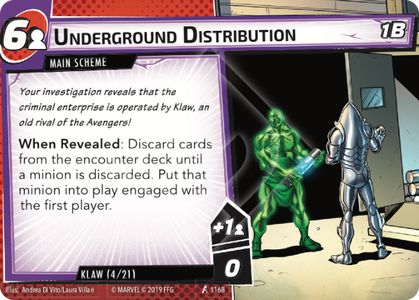 6
UNDERGROUND DISTRIBUTION
1B
MAIN SCHEME
Your investigation reveals that the
criminal enterprise is operated by Klaw, an
old rival of the Avengers!
When Revealed: Discard cards
from the encounter deck until
a minion is discarded. Put that
minion into play engaged with
the first player.
+1
0
KLAW (4/21)
Illus. Andrea Di Vito/Laura Villari
© MARVEL © 2019 FFG
116B